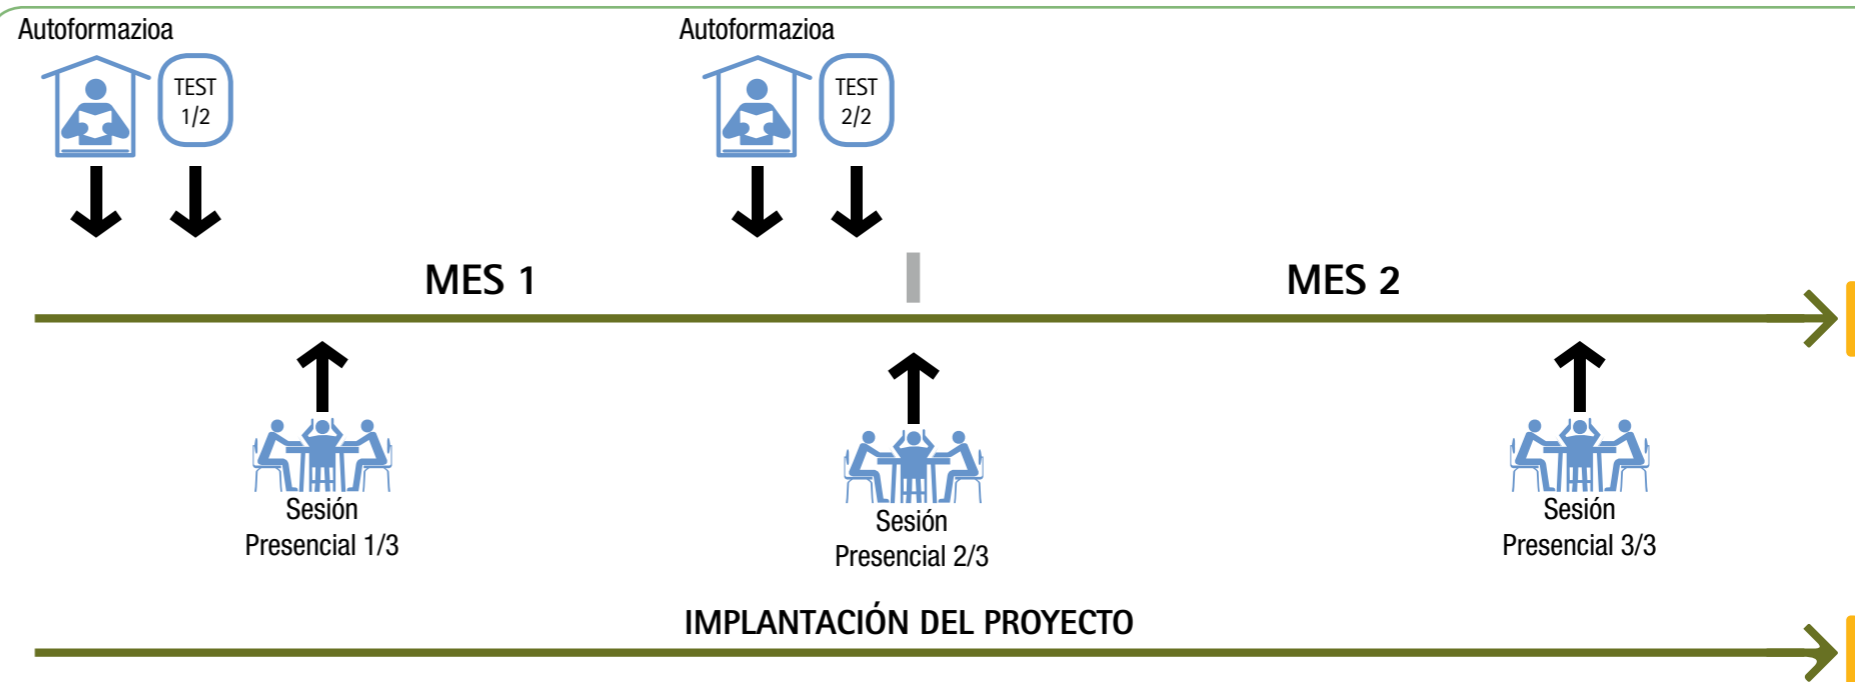 Autoformazioa
TEST
1/2
Autoformazioa
TEST
2/2
MES 1
MES 2
Sesión
Presencial 1/3
Sesión
Presencial 2/3
Sesión
Presencial 3/3
IMPLANTACIÓN DEL PROYECTO